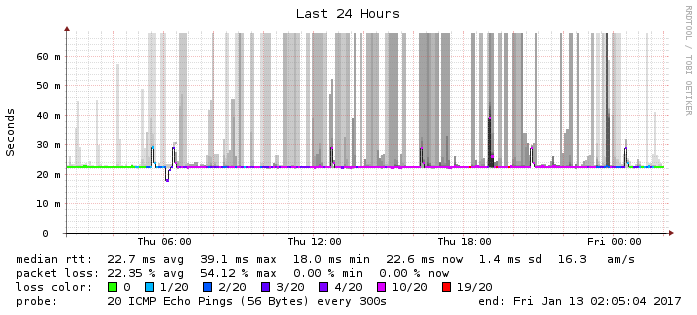 Last 24 Hours
RRDTOOL / TOBI OETIKER
Seconds
60 m
50 m
40 m
30 m
20 m
10 m
0
Thu 06:00 Thu 12:00 Thu 18:00 Fri 00:00
median rtt: 22.7 ms avg 39.1 ms max 18.0 ms min 22.6 ms now 1.4 ms sd 16.3 am/s
packet loss: 22.35 % avg 54.12 % max 0.00 % min 0.00 % now
loss color: 0 1/20 2/20 3/20 4/20 10/20 19/20
probe: 20 ICMP Echo Pings (56 Bytes) every 300s end: Fri Jan 13 02:05:04 2017